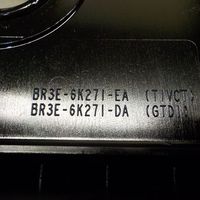 BR3E-6K271-EA (TIVCT)
BR3E-6K271-DA (GTD)